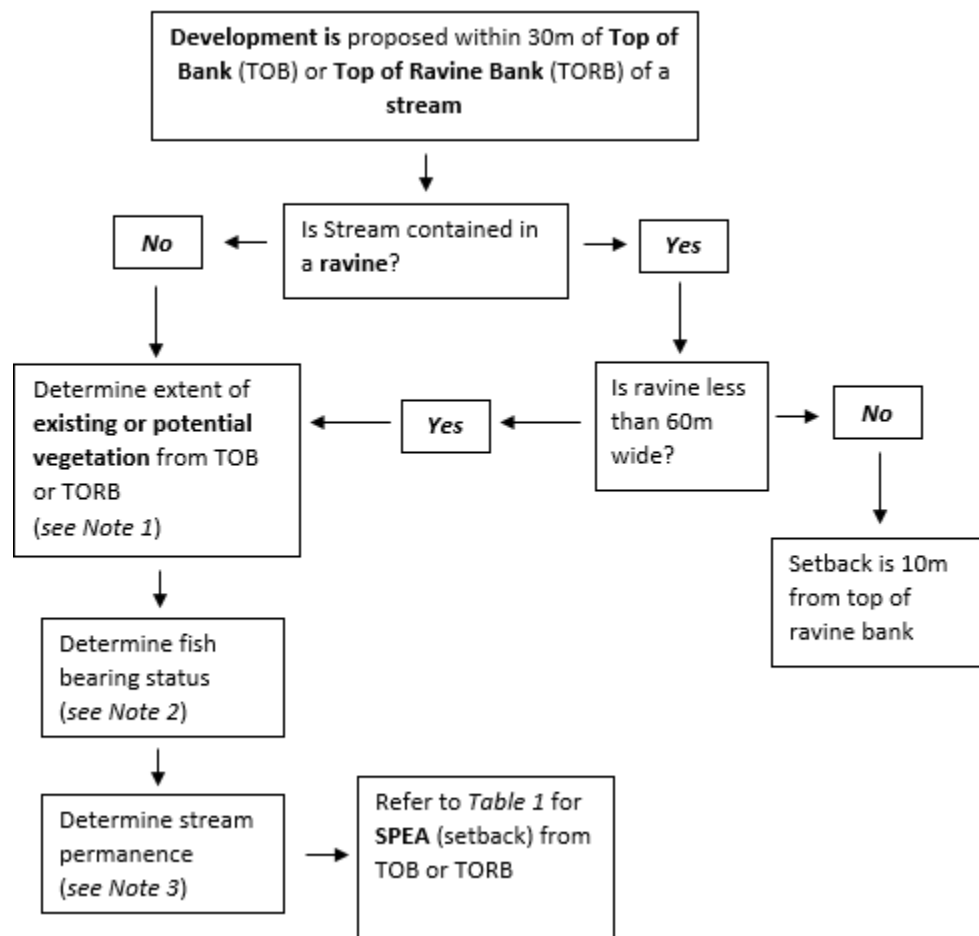 Development is proposed within 30m of Top of
Bank (TOB) or Top of Ravine Bank (TORB) of a
stream
Is Stream contained in
a ravine?
No
Yes
Determine extent of
existing or potential
vegetation from TOB
or TORB
(see Note 1)
Yes
Is ravine less
than 60m
wide?
No
Setback is 10m
from top of
ravine bank
Determine fish
bearing status
(see Note 2)
Determine stream
permanence
(see Note 3)
Refer to Table 1 for
SPEA (setback) from
TOB or TORB